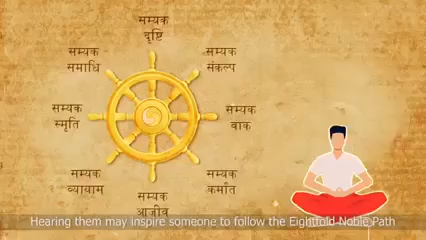 सम्यक
दृष्टि
सम्यक
संकल्प
सम्यक
वाक
सम्यक
कर्मांत
सम्यक
आजीव
सम्यक
व्यायाम
सम्यक
स्मृति
सम्यक
समाधि
Hearing them may inspire someone to follow the Eightfold Noble Path